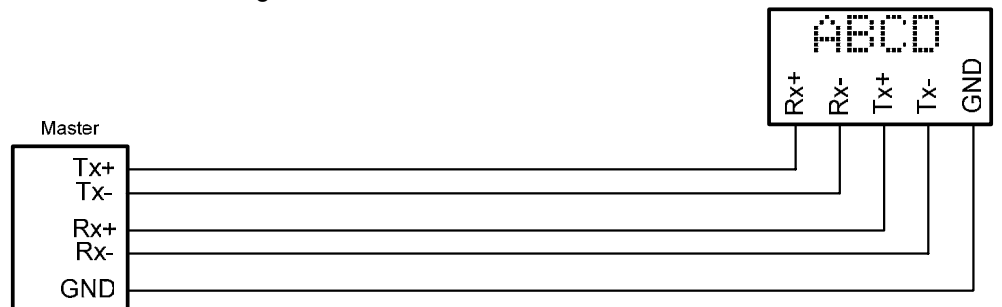 ABCD
Rx+
Rx-
Tx+
Tx-
GND
Master
Tx+
Tx-
Rx+
Rx-
GND